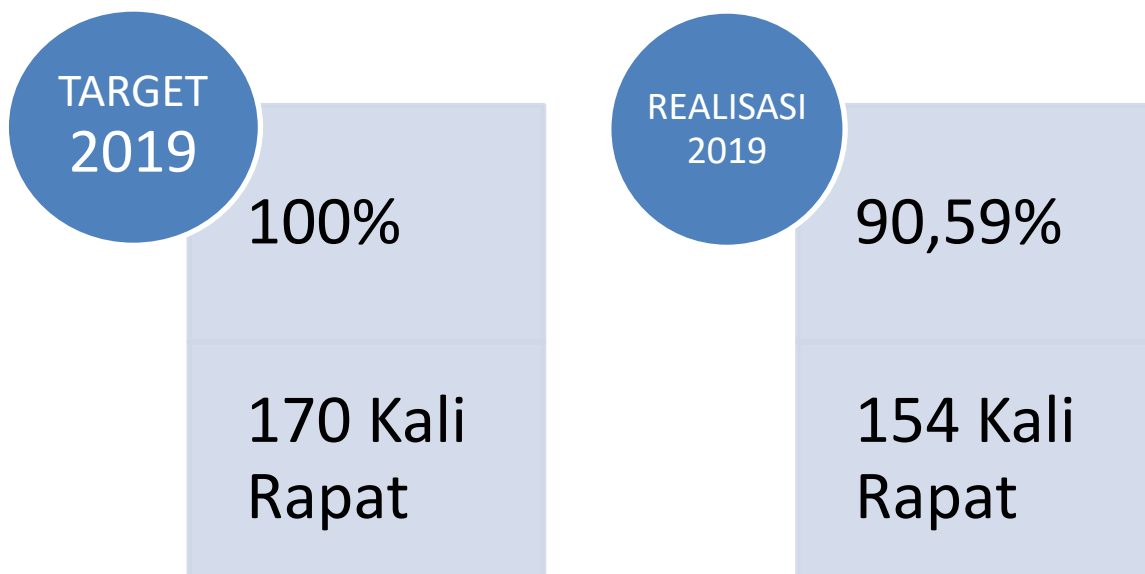 TARGET
2019
100%
170 Kali
Rapat
REALISASI
2019
90,59%
154 Kali
Rapat